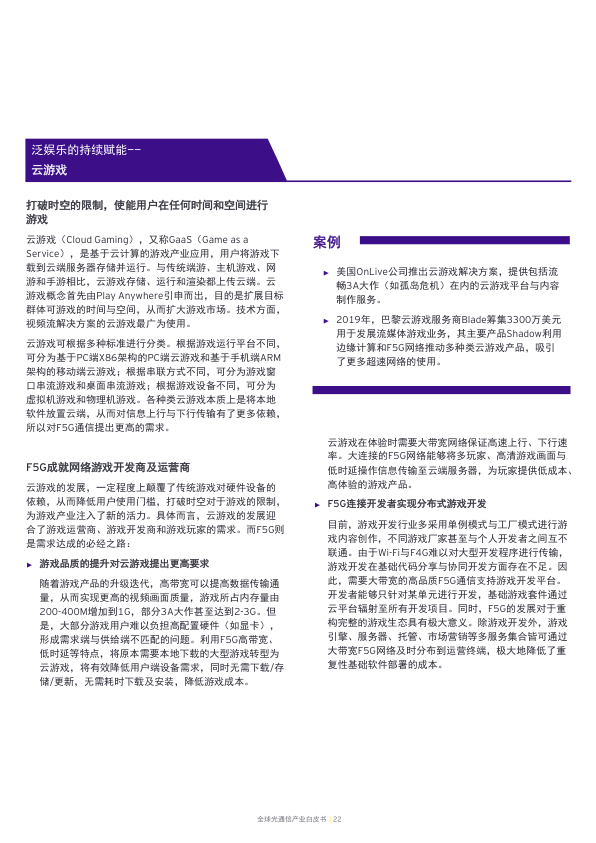 泛娱乐的持续赋能——
云游戏
打破时空的限制，使能用户在任何时间和空间进行
游戏
云游戏（Cloud Gaming），又称GaaS（Game as a
Service），是基于云计算的游戏产业应用，用户将游戏下
载到云端服务器存储并运行。与传统端游、主机游戏、网
游和手游相比，云游戏存储、运行和渲染都上传云端。云
游戏概念首先由Play Anywhere引申而出，目的是扩展目标
群体可游戏的时间与空间，从而扩大游戏市场。技术方面，
视频流解决方案的云游戏最广为使用。
云游戏可根据多种标准进行分类。根据游戏运行平台不同，
可分为基于PC端X86架构的PC端云游戏和基于手机端ARM
架构的移动端云游戏；根据串联方式不同，可分为游戏窗
口串流游戏和桌面串流游戏；根据游戏设备不同，可分为
虚拟机游戏和物理机游戏。各种类云游戏本质上是将本地
软件放置云端，从而对信息上行与下行传输有了更多依赖，
所以对F5G通信提出更高的需求。
F5G成就网络游戏开发商及运营商
云游戏的发展，一定程度上颠覆了传统游戏对硬件设备的
依赖，从而降低用户使用门槛，打破时空对于游戏的限制，
为游戏产业注入了新的活力。具体而言，云游戏的发展迎
合了游戏运营商、游戏开发商和游戏玩家的需求。而F5G则
是需求达成的必经之路：
► 游戏品质的提升对云游戏提出更高要求
随着游戏产品的升级迭代，高带宽可以提高数据传输通
量，从而实现更高的视频画面质量，游戏所占内存量由
200-400M增加到1G，部分3A大作甚至达到2-3G。但
是，大部分游戏用户难以负担高配置硬件（如显卡），
形成需求端与供给端不匹配的问题。利用F5G高带宽、
低时延等特点，将原本需要本地下载的大型游戏转型为
云游戏，将有效降低用户端设备需求，同时无需下载/存
储/更新，无需耗时下载及安装，降低游戏成本。
案例
► 美国OnLive公司推出云游戏解决方案，提供包括流
畅3A大作（如孤岛危机）在内的云游戏平台与内容
制作服务。
► 2019年，巴黎云游戏服务商Blade筹集3300万美元
用于发展流媒体游戏业务，其主要产品Shadow利用
边缘计算和F5G网络推动多种类云游戏产品，吸引
了更多超速网络的使用。
云游戏在体验时需要大带宽网络保证高速上行、下行速
率。大连接的F5G网络能够将多玩家、高清游戏画面与
低时延操作信息传输至云端服务器，为玩家提供低成本、
高体验的游戏产品。
► F5G连接开发者实现分布式游戏开发
目前，游戏开发行业多采用单例模式与工厂模式进行游
戏内容创作，不同游戏厂家甚至与个人开发者之间互不
联通。由于Wi-Fi与F4G难以对大型开发程序进行传输，
游戏开发在基础代码分享与协同开发方面存在不足。因
此，需要大带宽的高品质F5G通信支持游戏开发平台。
开发者能够只针对某单元进行开发，基础游戏套件通过
云平台辐射至所有开发项目。同时，F5G的发展对于重
构完整的游戏生态具有极大意义。除游戏开发外，游戏
引擎、服务器、托管、市场营销等多服务集合皆可通过
大带宽F5G网络及时分布到运营终端，极大地降低了重
复性基础软件部署的成本。
全球光通信产业白皮书 | 22